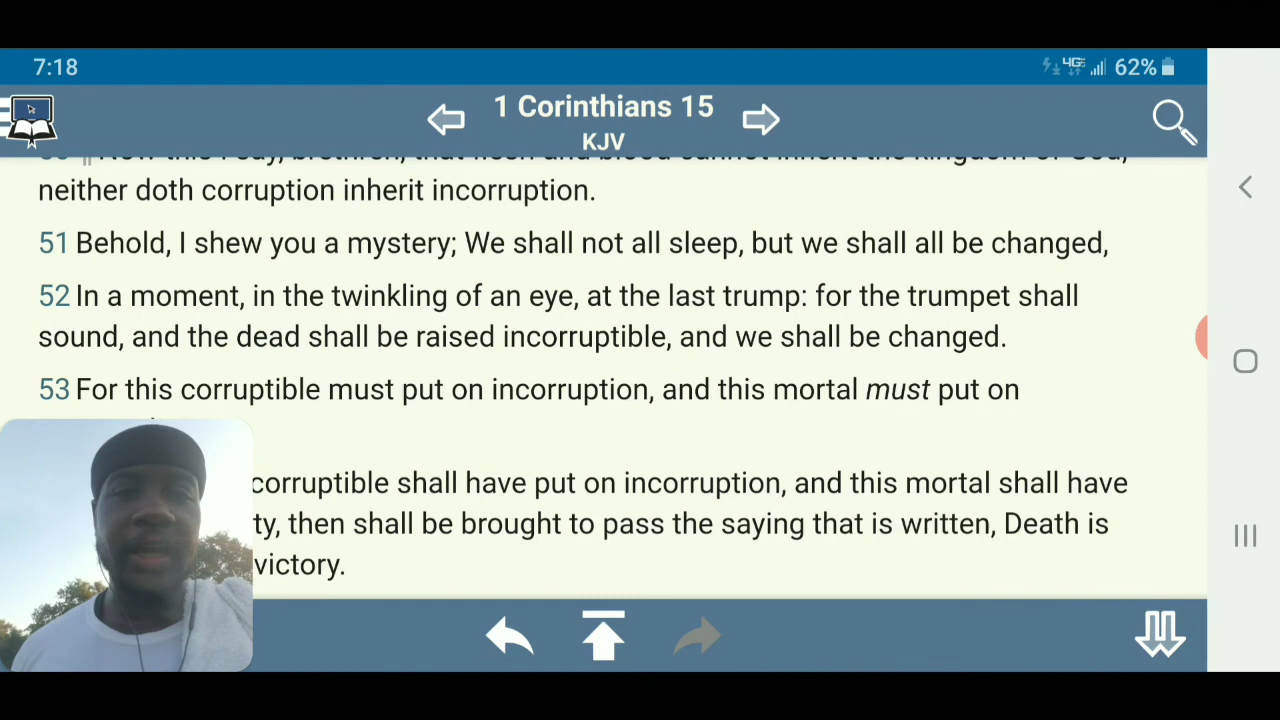 7:18
4GE 62%
1 Corinthians 15
KJV
neither doth corruption inherit incorruption.
51 Behold, I shew you a mystery; We shall not all sleep, but we shall all be changed,
52 In a moment, in the twinkling of an eye, at the last trump: for the trumpet shall
sound, and the dead shall be raised incorruptible, and we shall be changed.
53 For this corruptible must put on incorruption, and this mortal must put on
corruptible shall have put on incorruption, and this mortal shall have
ty, then shall be brought to pass the saying that is written, Death is
victory.